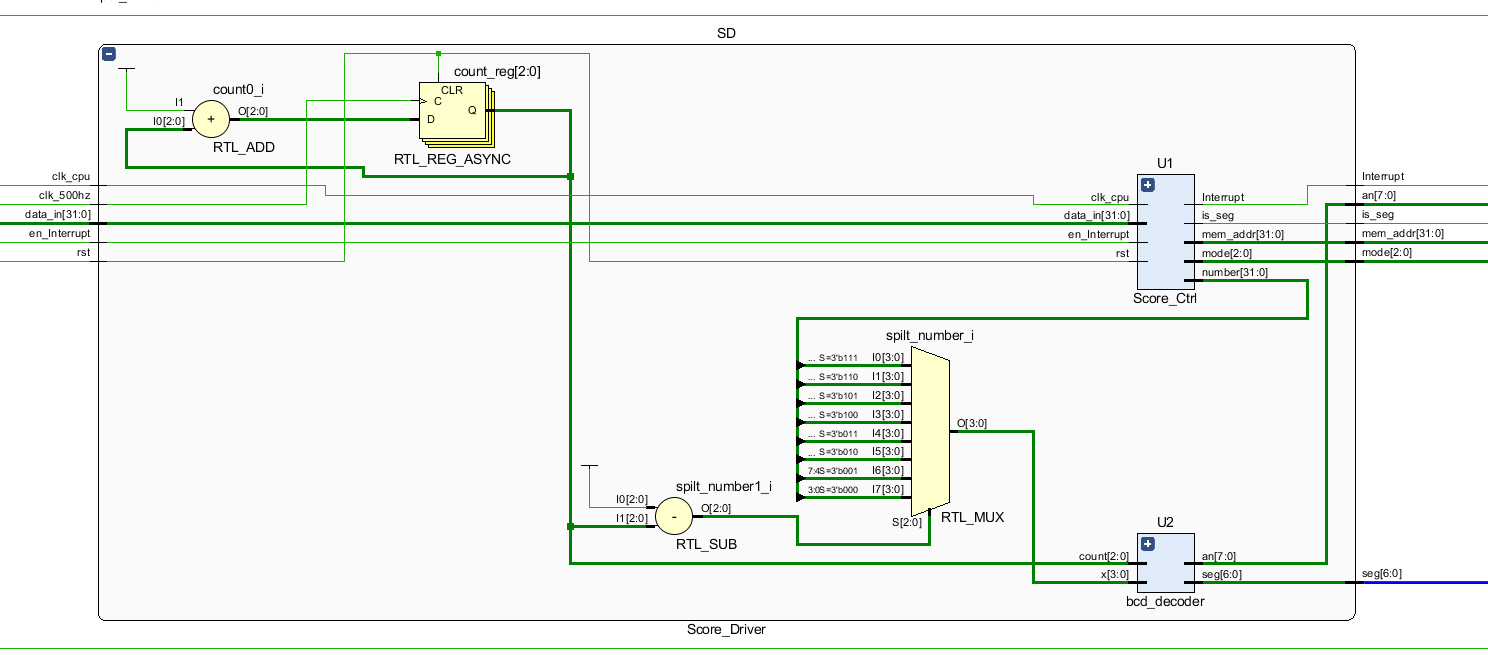 SD
count_reg[2:0]
count0_i
CLR
I1
C
O[2:0]
Q
I0[2:0]
+
D
RTL_ADD
RTL_REG_ASYNC
U1
clk_cpu
Interrupt
clk_500hz
clk_cpu
Interrupt
an[7:0]
data_in[31:0]
data_in[31:0]
is_seg
is_seg
en_Interrupt
en_Interrupt
mem_addr[31:0]
mem_addr[31:0]
rst
rst
mode[2:0]
mode[2:0]
number[31:0]
Score_Ctrl
spilt_number_i
... S=3'b111 I0[3:0]
... S=3'b110 I1[3:0]
... S=3'b101 I2[3:0]
... S=3'b100 I3[3:0]
... S=3'b011 I4[3:0]
... S=3'b010 I5[3:0]
7:4S=3'b001 I6[3:0]
3:0S=3'b000 I7[3:0]
O[3:0]
S[2:0]
RTL_MUX
spilt_number1_i
I0[2:0]
O[2:0]
I1[2:0]
-
RTL_SUB
U2
count[2:0]
an[7:0]
x[3:0]
seg[6:0]
seg[6:0]
bcd_decoder
Score_Driver